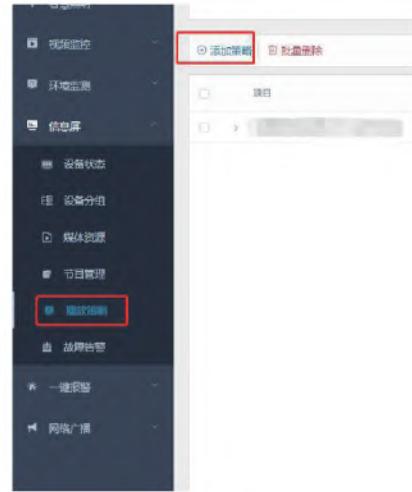 视频监控
添加策略 批量删除
环境监测
项目
信息屏
设备状态
设备分组
媒体资源
节目管理
播放策略
故障告警
一键报警
网络广播